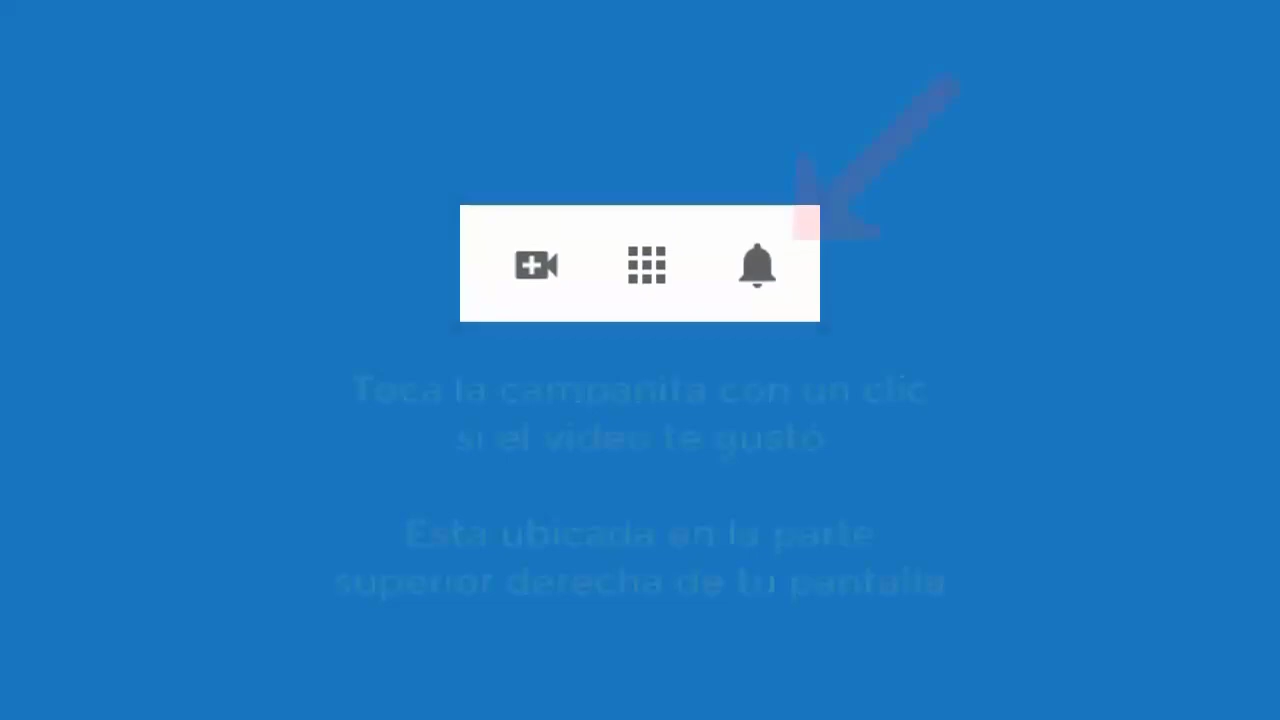 Toca la campanita con un clic
si el video te gustó
Esta ubicada en la parte
superior derecha de tu pantalla